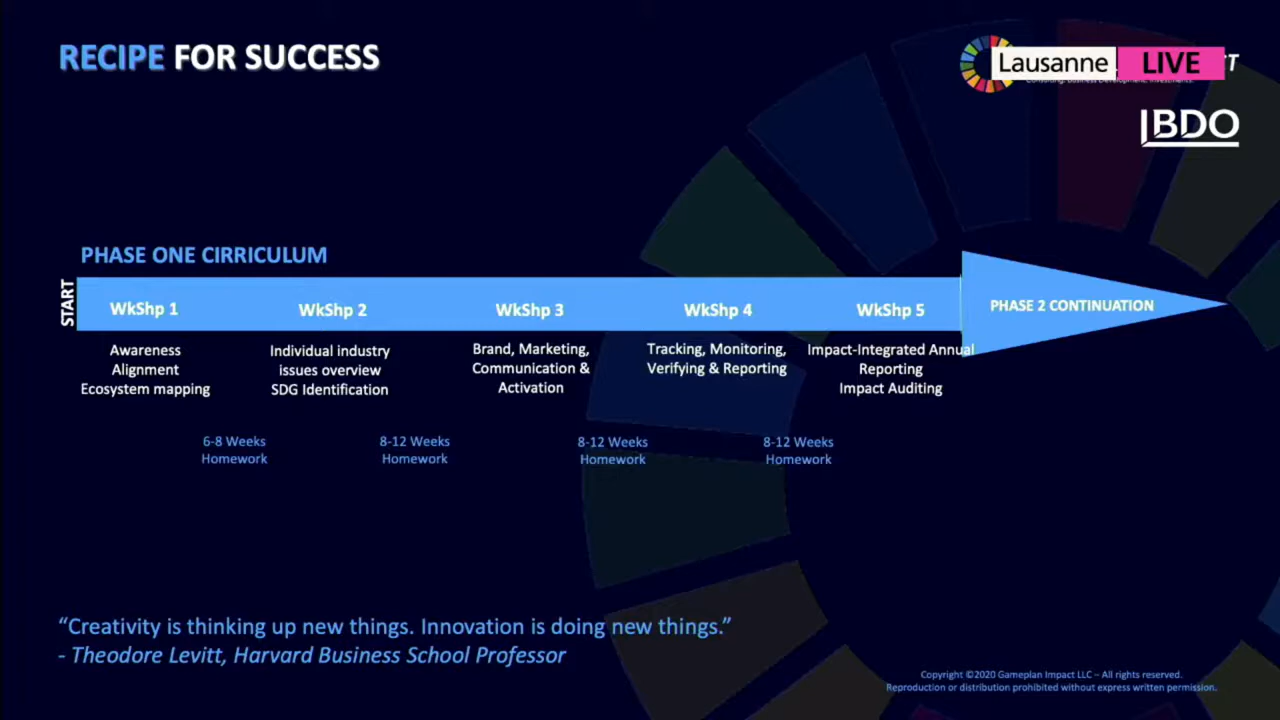 RECIPE FOR SUCCESS
Lausanne LIVE
Consulting. Business Development. Investments.
BDO
PHASE ONE CIRRICULUM
START
WkShp 1
WkShp 2
WkShp 3
WkShp 4
WkShp 5
PHASE 2 CONTINUATION
Awareness
Alignment
Ecosystem mapping
Individual industry
issues overview
SDG Identification
Brand, Marketing,
Communication &
Activation
Tracking, Monitoring,
Verifying & Reporting
Impact-Integrated Annual
Reporting
Impact Auditing
6-8 Weeks
Homework
8-12 Weeks
Homework
8-12 Weeks
Homework
8-12 Weeks
Homework
“Creativity is thinking up new things. Innovation is doing new things.”
- Theodore Levitt, Harvard Business School Professor
Copyright ©2020 Gameplan Impact LLC – All rights reserved.
Reproduction or distribution prohibited without express written permission.